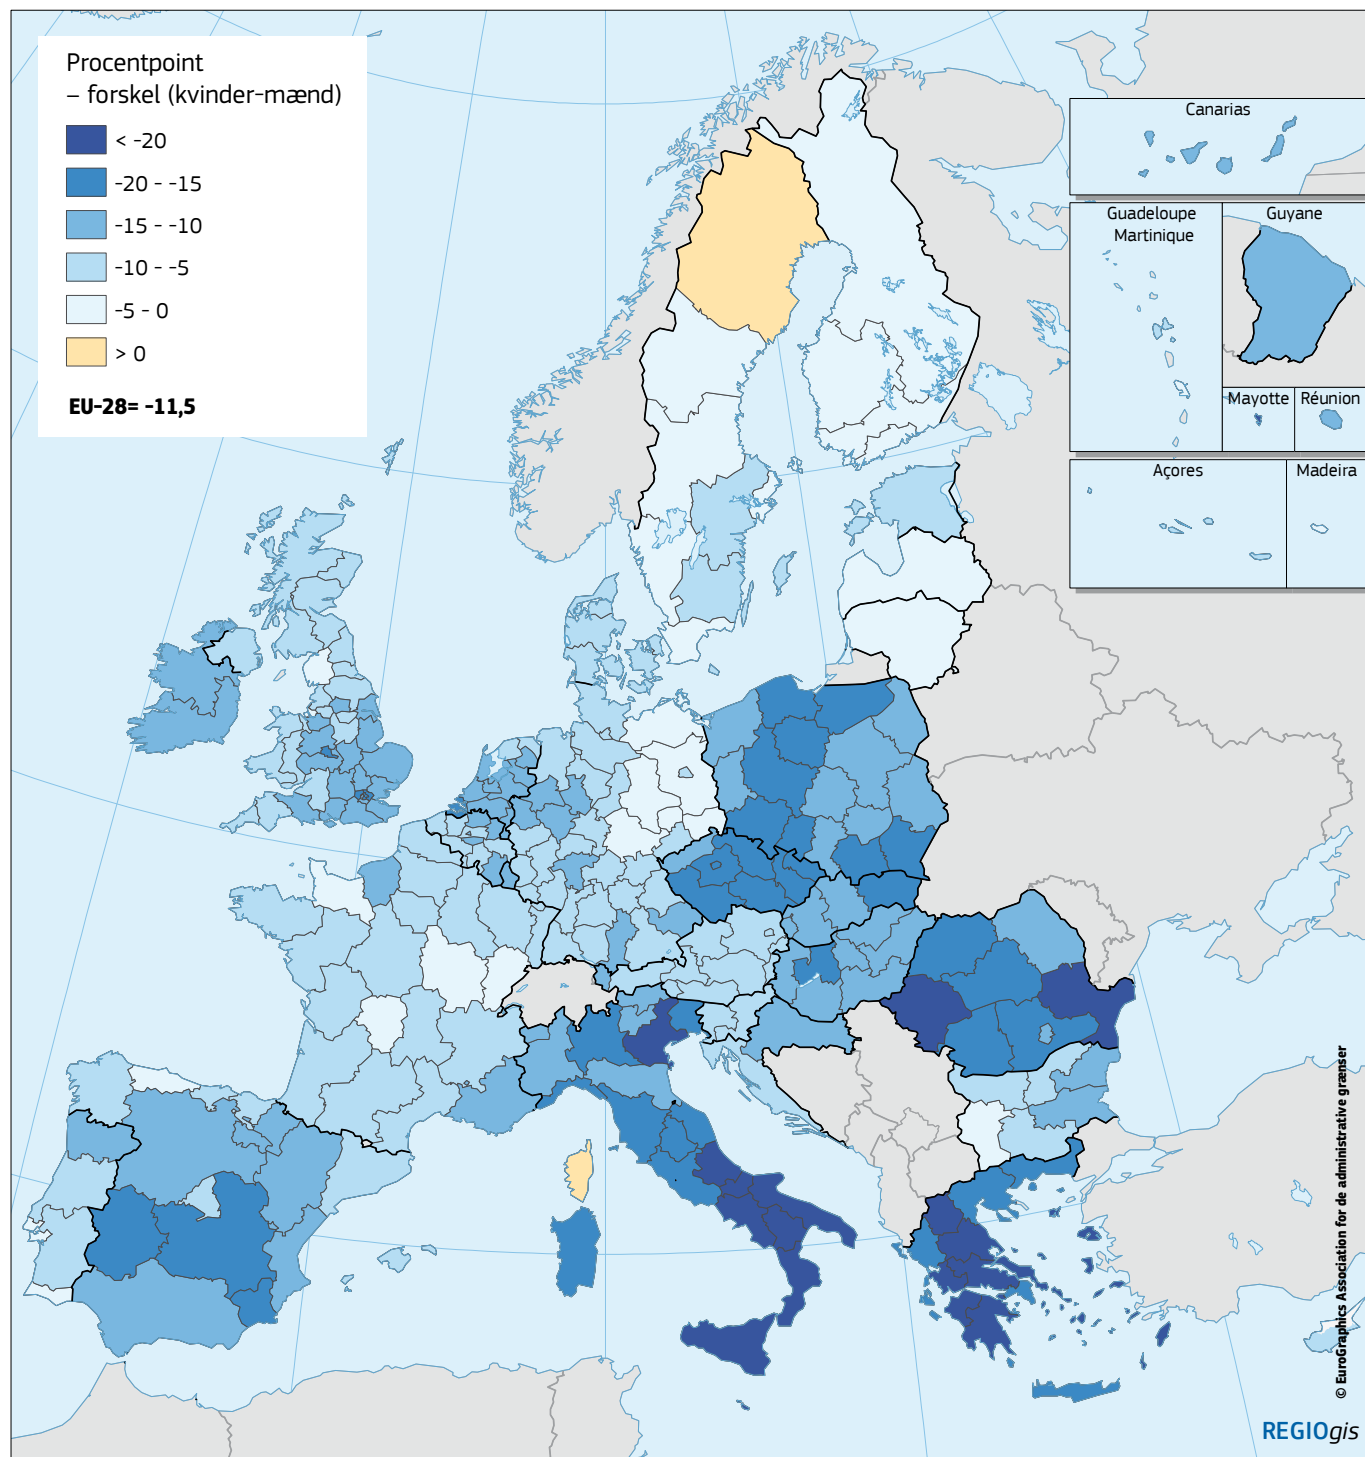 Procentpoint
– forskel (kvinder-mænd)
< -20
-20 - -15
-15 - -10
-10 - -5
-5 - 0
> 0
EU-28= -11,5
Canarias
Guadeloupe
Martinique
Guyane
Mayotte
Réunion
Açores
Madeira
© EuroGraphics Association for de administrative grænser
REGIOgis